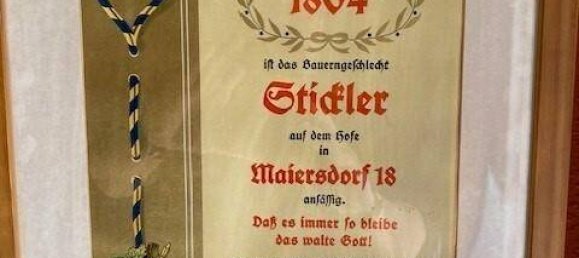 1804
ist das Bauerngeschlecht
Stickler
auf dem Hofe
in
Maiersdorf 18
ansässig.
Daß es immer so bleibe
das walte Gott!